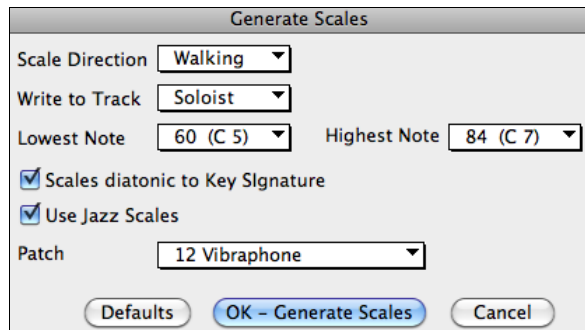 Generate Scales
Scale Direction Walking
Write to Track Soloist
Lowest Note 60 (C 5) Highest Note 84 (C 7)
Scales diatonic to Key SIgnature
Use Jazz Scales
Patch 12 Vibraphone
Defaults OK - Generate Scales Cancel